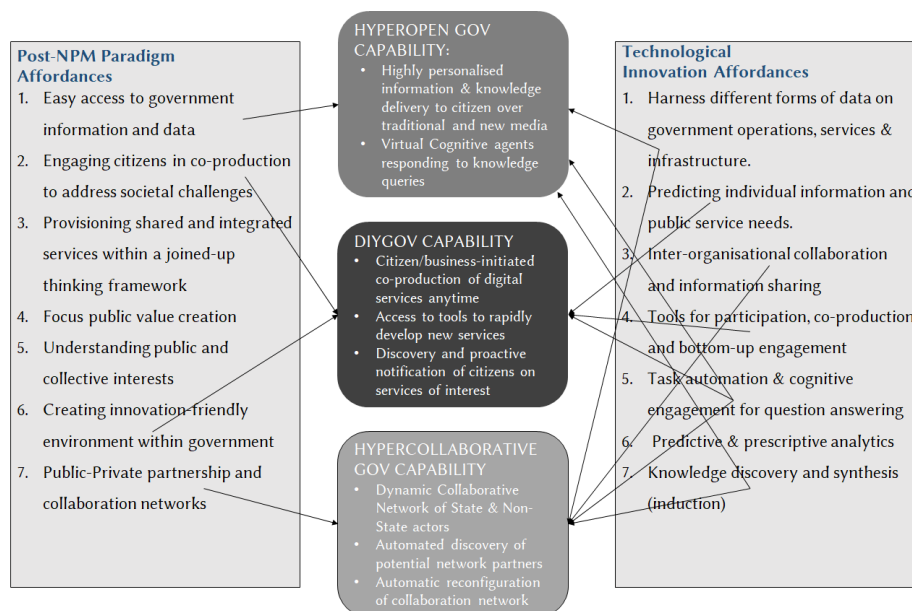 Post-NPM Paradigm
Affordances
1. Easy access to government
information and data
2. Engaging citizens in co-production
to address societal challenges
3. Provisioning shared and integrated
services within a joined-up
thinking framework
4. Focus public value creation
5. Understanding public and
collective interests
6. Creating innovation-friendly
environment within government
7. Public-Private partnership and
collaboration networks
HYPEROPEN GOV
CAPABILITY:
• Highly personalised
information & knowledge
delivery to citizen over
traditional and new media
• Virtual Cognitive agents
responding to knowledge
queries
DIYGOV CAPABILITY
• Citizen/business-initiated
co-production of digital
services anytime
• Access to tools to rapidly
develop new services
• Discovery and proactive
notification of citizens on
services of interest
HYPERCOLLABORATIVE
GOV CAPABILITY
• Dynamic Collaborative
Network of State & Non-
State actors
• Automated discovery of
potential network partners
• Automatic reconfiguration
of collaboration network
Technological
Innovation Affordances
1. Harness different forms of data on
government operations, services &
infrastructure.
2. Predicting individual information and
public service needs.
3. Inter-organisational collaboration
and information sharing
4. Tools for participation, co-production
and bottom-up engagement
5. Task automation & cognitive
engagement for question answering
6. Predictive & prescriptive analytics
7. Knowledge discovery and synthesis
(induction)